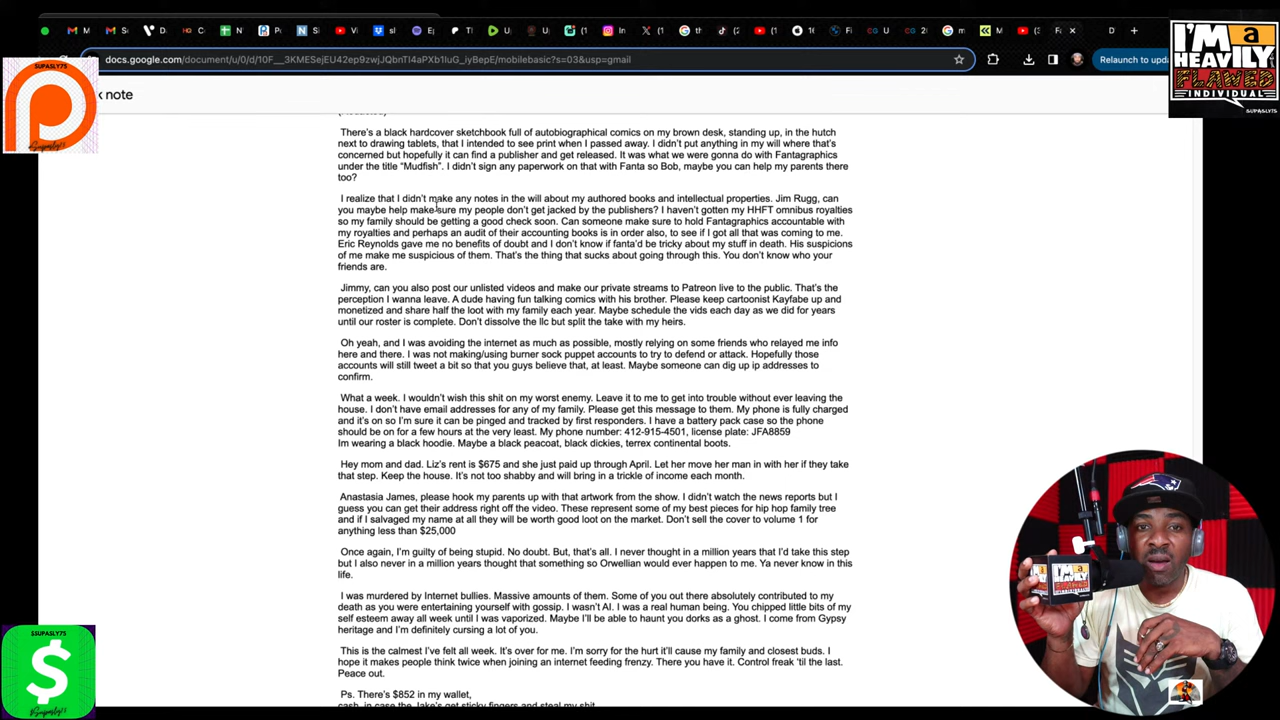 docs.google.com/document/u/0/d/10F__3KMESejEU42ep9zwjJQbnTI4aPXb1IuG_iyBepE/mobilebasic?s=03&usp=gmail
Relaunch to upda
SUPASLY75
k note
I'M a
HEAVILY
FLAWED
INDIVIDUAL
SUPASLY75
There's a black hardcover sketchbook full of autobiographical comics on my brown desk, standing up, in the hutch
next to drawing tablets, that I intended to see print when I passed away. I didn't put anything in my will where that's
concerned but hopefully it can find a publisher and get released. It was what we were gonna do with Fantagraphics
under the title "Mudfish". I didn't sign any paperwork on that with Fanta so Bob, maybe you can help my parents there
too?
I realize that I didn't make any notes in the will about my authored books and intellectual properties. Jim Rugg, can
you maybe help make sure my people don't get jacked by the publishers? I haven't gotten my HHFT omnibus royalties
so my family should be getting a good check soon. Can someone make sure to hold Fantagraphics accountable with
my royalties and perhaps an audit of their accounting books is in order also, to see if I got all that was coming to me.
Eric Reynolds gave me no benefits of doubt and I don't know if fanta'd be tricky about my stuff in death. His suspicions
of me make me suspicious of them. That's the thing that sucks about going through this. You don't know who your
friends are.
Jimmy, can you also post our unlisted videos and make our private streams to Patreon live to the public. That's the
perception I wanna leave. A dude having fun talking comics with his brother. Please keep cartoonist Kayfabe up and
monetized and share half the loot with my family each year. Maybe schedule the vids each day as we did for years
until our roster is complete. Don't dissolve the llc but split the take with my heirs.
Oh yeah, and I was avoiding the internet as much as possible, mostly relying on some friends who relayed me info
here and there. I was not making/using burner sock puppet accounts to try to defend or attack. Hopefully those
accounts will still tweet a bit so that you guys believe that, at least. Maybe someone can dig up ip addresses to
confirm.
What a week. I wouldn't wish this shit on my worst enemy. Leave it to me to get into trouble without ever leaving the
house. I don't have email addresses for any of my family. Please get this message to them. My phone is fully charged
and it's on so I'm sure it can be pinged and tracked by first responders. I have a battery pack case so the phone
should be on for a few hours at the very least. My phone number: 412-915-4501, license plate: JFA8859
Im wearing a black hoodie. Maybe a black peacoat, black dickies, terrex continental boots.
Hey mom and dad. Liz's rent is $675 and she just paid up through April. Let her move her man in with her if they take
that step. Keep the house. It's not too shabby and will bring in a trickle of income each month.
Anastasia James, please hook my parents up with that artwork from the show. I didn't watch the news reports but I
guess you can get their address right off the video. These represent some of my best pieces for hip hop family tree
and if I salvaged my name at all they will be worth good loot on the market. Don't sell the cover to volume 1 for
anything less than $25,000
Once again, I'm guilty of being stupid. No doubt. But, that's all. I never thought in a million years that I'd take this step
but I also never in a million years thought that something so Orwellian would ever happen to me. Ya never know in this
life.
I was murdered by Internet bullies. Massive amounts of them. Some of you out there absolutely contributed to my
death as you were entertaining yourself with gossip. I wasn't AI. I was a real human being. You chipped little bits of my
self esteem away all week until I was vaporized. Maybe I'll be able to haunt you dorks as a ghost. I come from Gypsy
heritage and I'm definitely cursing a lot of you.
This is the calmest I've felt all week. It's over for me. I'm sorry for the hurt it'll cause my family and closest buds. I
hope it makes people think twice when joining an internet feeding frenzy. There you have it. Control freak 'til the last.
Peace out.
Ps. There's $852 in my wallet,
cash, in case the Jake's get sticky fingers and steal my shit.
$SUPASLY75
I'M a
HEAVILY
FLAWED